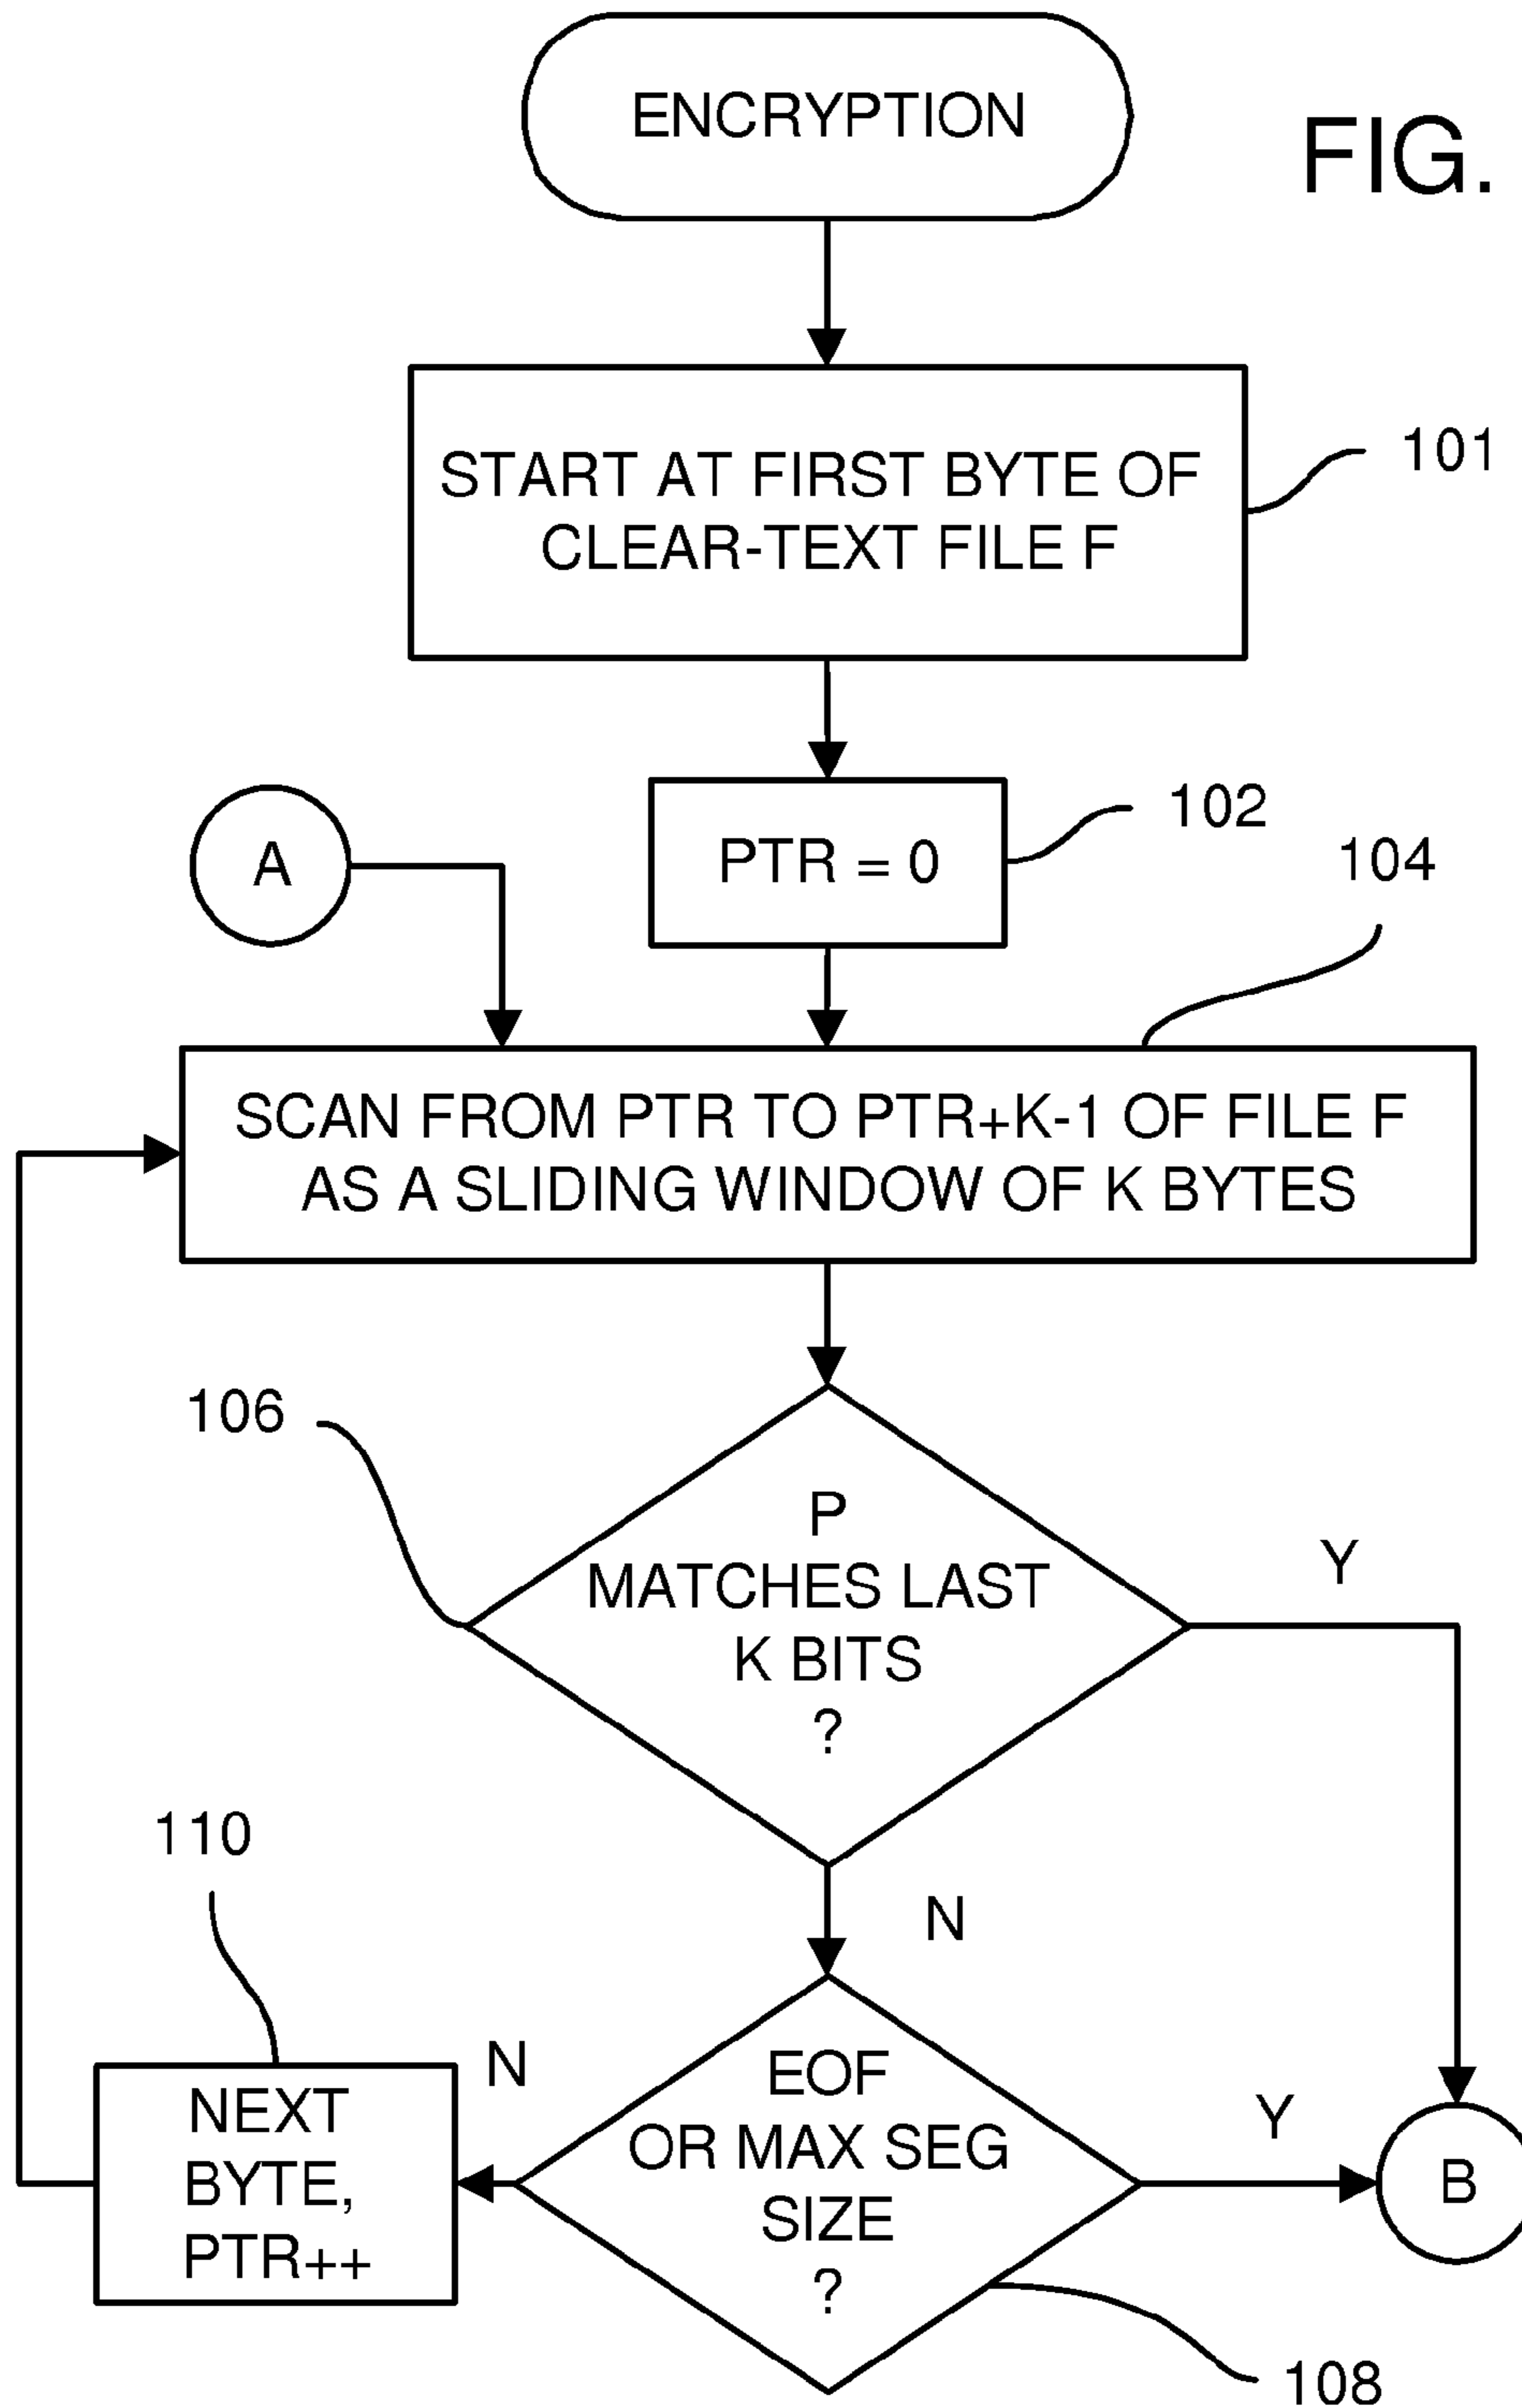 ENCRYPTION
FIG.
START AT FIRST BYTE OF
CLEAR-TEXT FILE F
101
PTR = 0
102
A
104
SCAN FROM PTR TO PTR+K-1 OF FILE F
AS A SLIDING WINDOW OF K BYTES
106
P
MATCHES LAST
K BITS
?
Y
N
110
NEXT
BYTE,
PTR++
N
EOF
OR MAX SEG
SIZE
?
Y
B
108